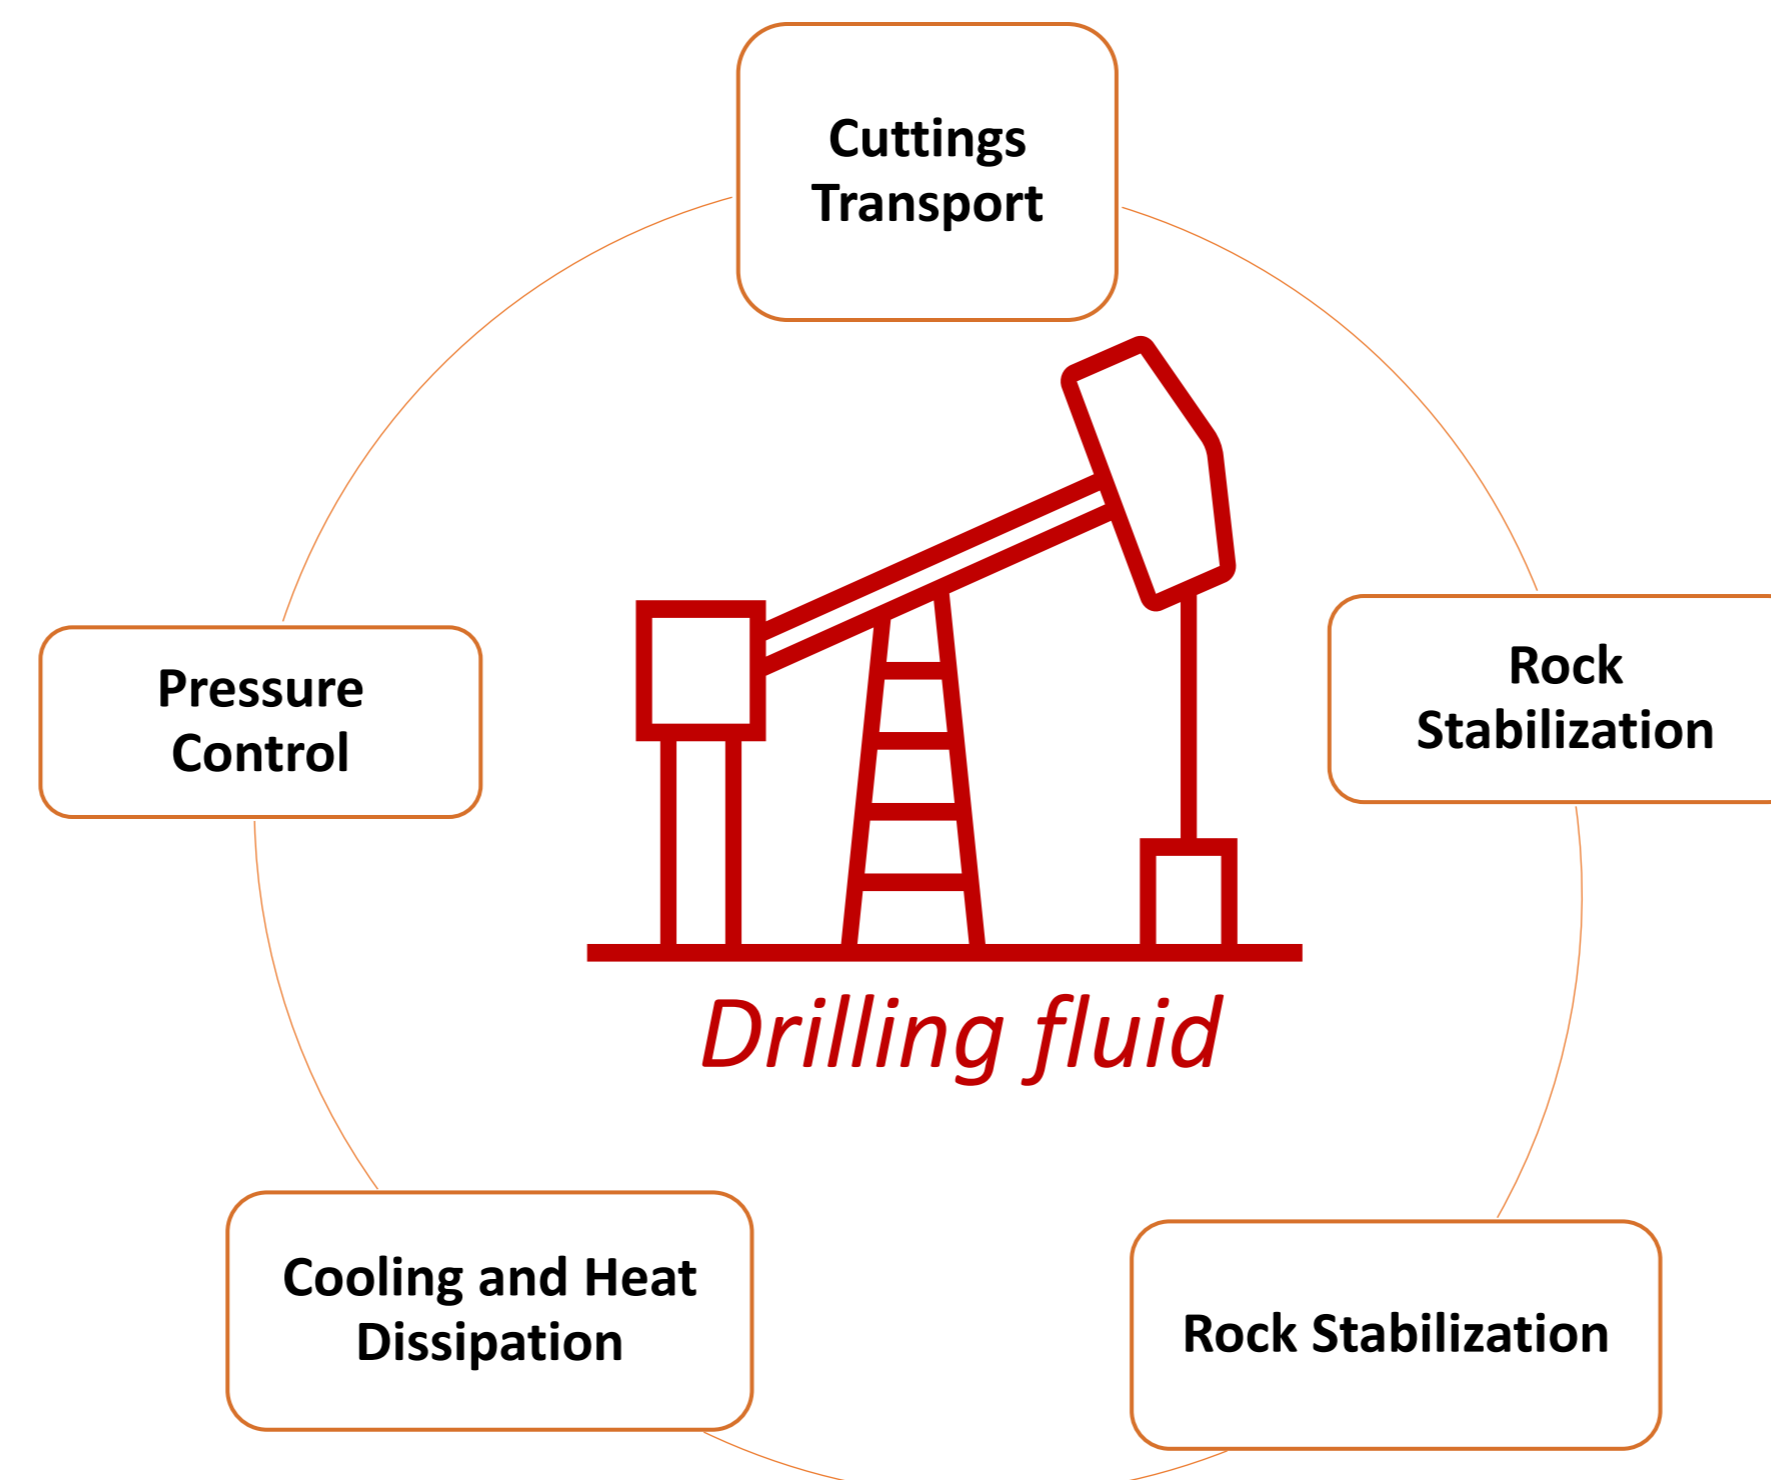 Cuttings
Transport
Pressure
Control
Rock
Stabilization
Drilling fluid
Cooling and Heat
Dissipation
Rock Stabilization